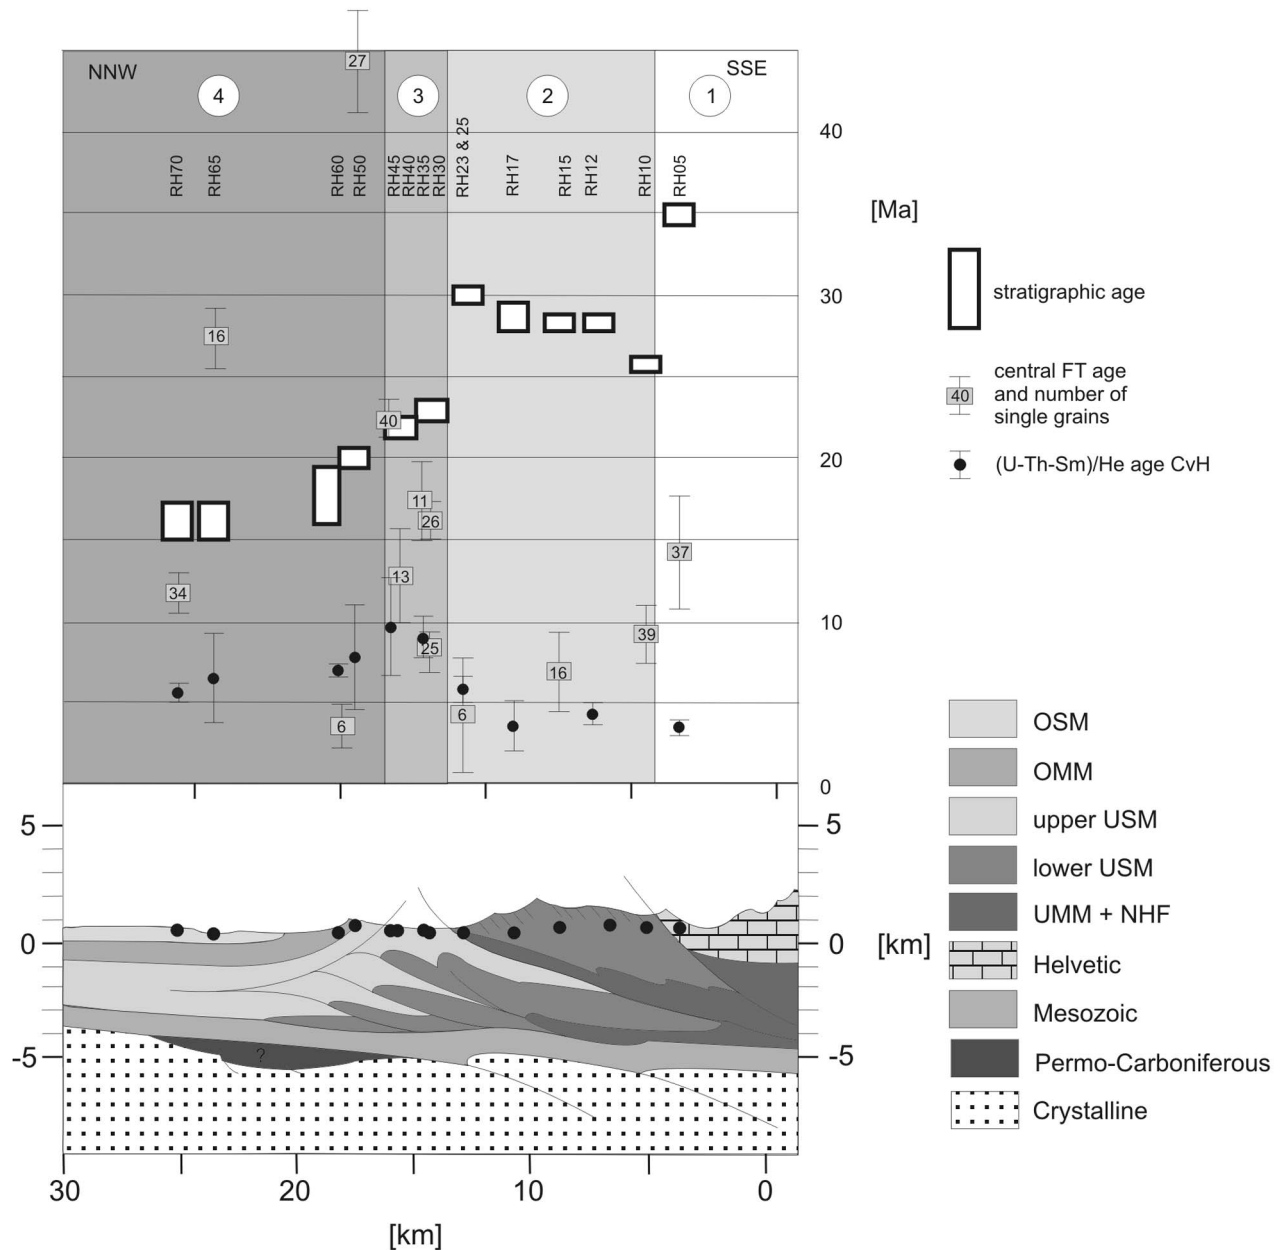 27
NNW
SSE
4
3
2
1
40
RH70
RH65
RH60
RH50
RH45
RH40
RH35
RH30
RH23 & 25
RH17
RH15
RH12
RH10
RH05
[Ma]
30
stratigraphic age
16
central FT age
40
and number of
single grains
40
20
(U-Th-Sm)/He age CvH
11
26
37
13
34
10
39
25
16
6
6
0
OSM
OMM
5
5
upper USM
lower USM
UMM + NHF
0
0
[km]
Helvetic
Mesozoic
-5
?
-5
Permo-Carboniferous
Crystalline
30
20
10
0
[km]